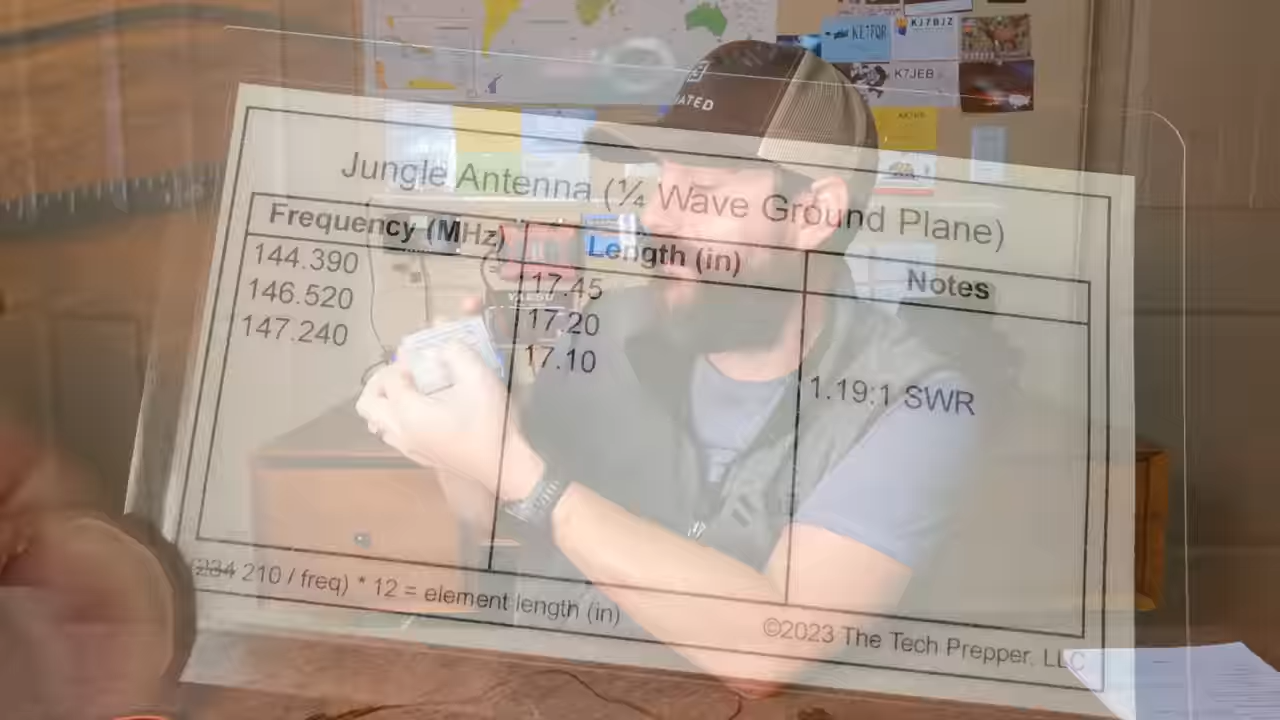 KE7FQR
KJ7BJZ
K7JEB
ATED
Jungle Antenna (¼ Wave Ground Plane)
Frequency (MHz) Length (in) Notes
144.390 17.45
146.520 17.20
147.240 17.10 1.19:1 SWR
YAESU
(234 210 / freq) * 12 = element length (in)
©2023 The Tech Prepper, LLC